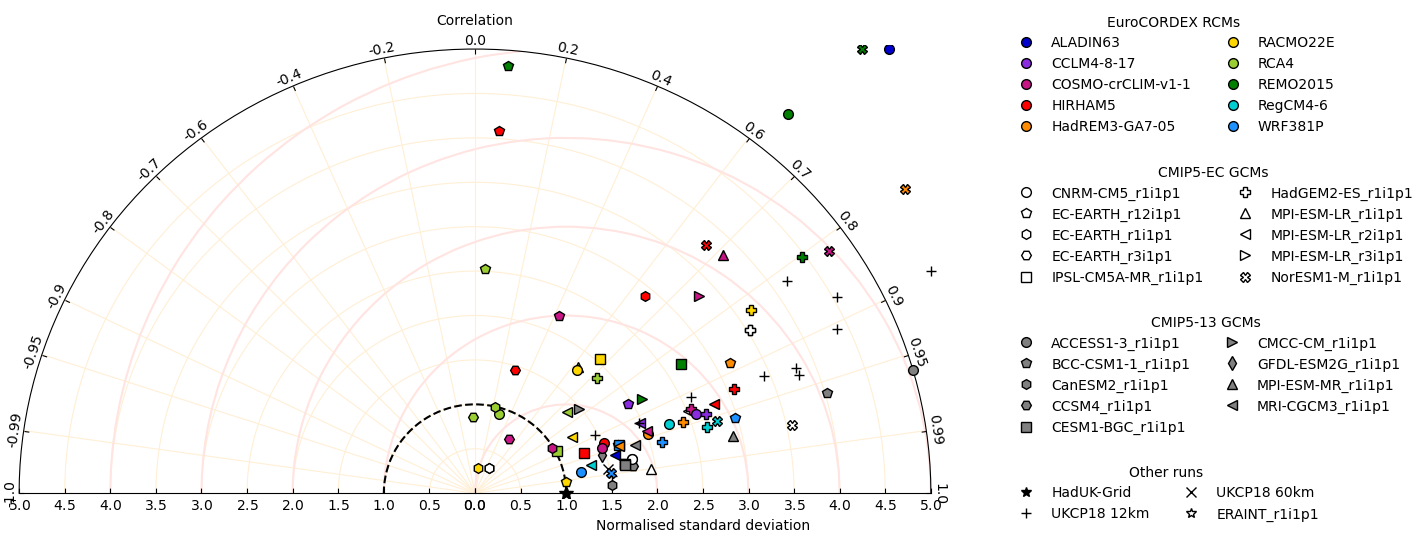 Correlation
-0.2 0.0 0.2
-0.4 0.4
-0.6 0.6
-0.7 0.7
-0.8 0.8
-0.9 0.9
-0.95 0.95
-0.99 0.99
-1.0 1.0
5.0 4.5 4.0 3.5 3.0 2.5 2.0 1.5 1.0 0.5 0.0 0.5 1.0 1.5 2.0 2.5 3.0 3.5 4.0 4.5 5.0
Normalised standard deviation
EuroCORDEX RCMs
ALADIN63 RACMO22E
CCLM4-8-17 RCA4
COSMO-crCLIM-v1-1 REMO2015
HIRHAM5 RegCM4-6
HadREM3-GA7-05 WRF381P
CMIP5-EC GCMs
CNRM-CM5_r1i1p1 HadGEM2-ES_r1i1p1
EC-EARTH_r12i1p1 MPI-ESM-LR_r1i1p1
EC-EARTH_r1i1p1 MPI-ESM-LR_r2i1p1
EC-EARTH_r3i1p1 MPI-ESM-LR_r3i1p1
IPSL-CM5A-MR_r1i1p1 NorESM1-M_r1i1p1
CMIP5-13 GCMs
ACCESS1-3_r1i1p1 CMCC-CM_r1i1p1
BCC-CSM1-1_r1i1p1 GFDL-ESM2G_r1i1p1
CanESM2_r1i1p1 MPI-ESM-MR_r1i1p1
CCSM4_r1i1p1 MRI-CGCM3_r1i1p1
CESM1-BGC_r1i1p1
Other runs
HadUK-Grid UKCP18 60km
UKCP18 12km ERAINT_r1i1p1